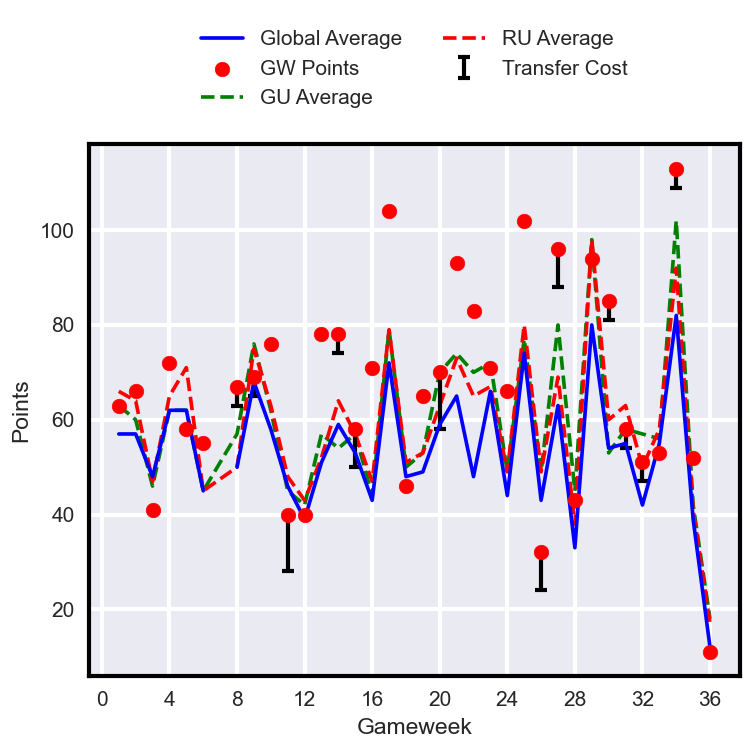 Global Average
GW Points
GU Average
RU Average
Transfer Cost
Points
100
80
60
40
20
0 4 8 12 16 20 24 28 32 36
Gameweek